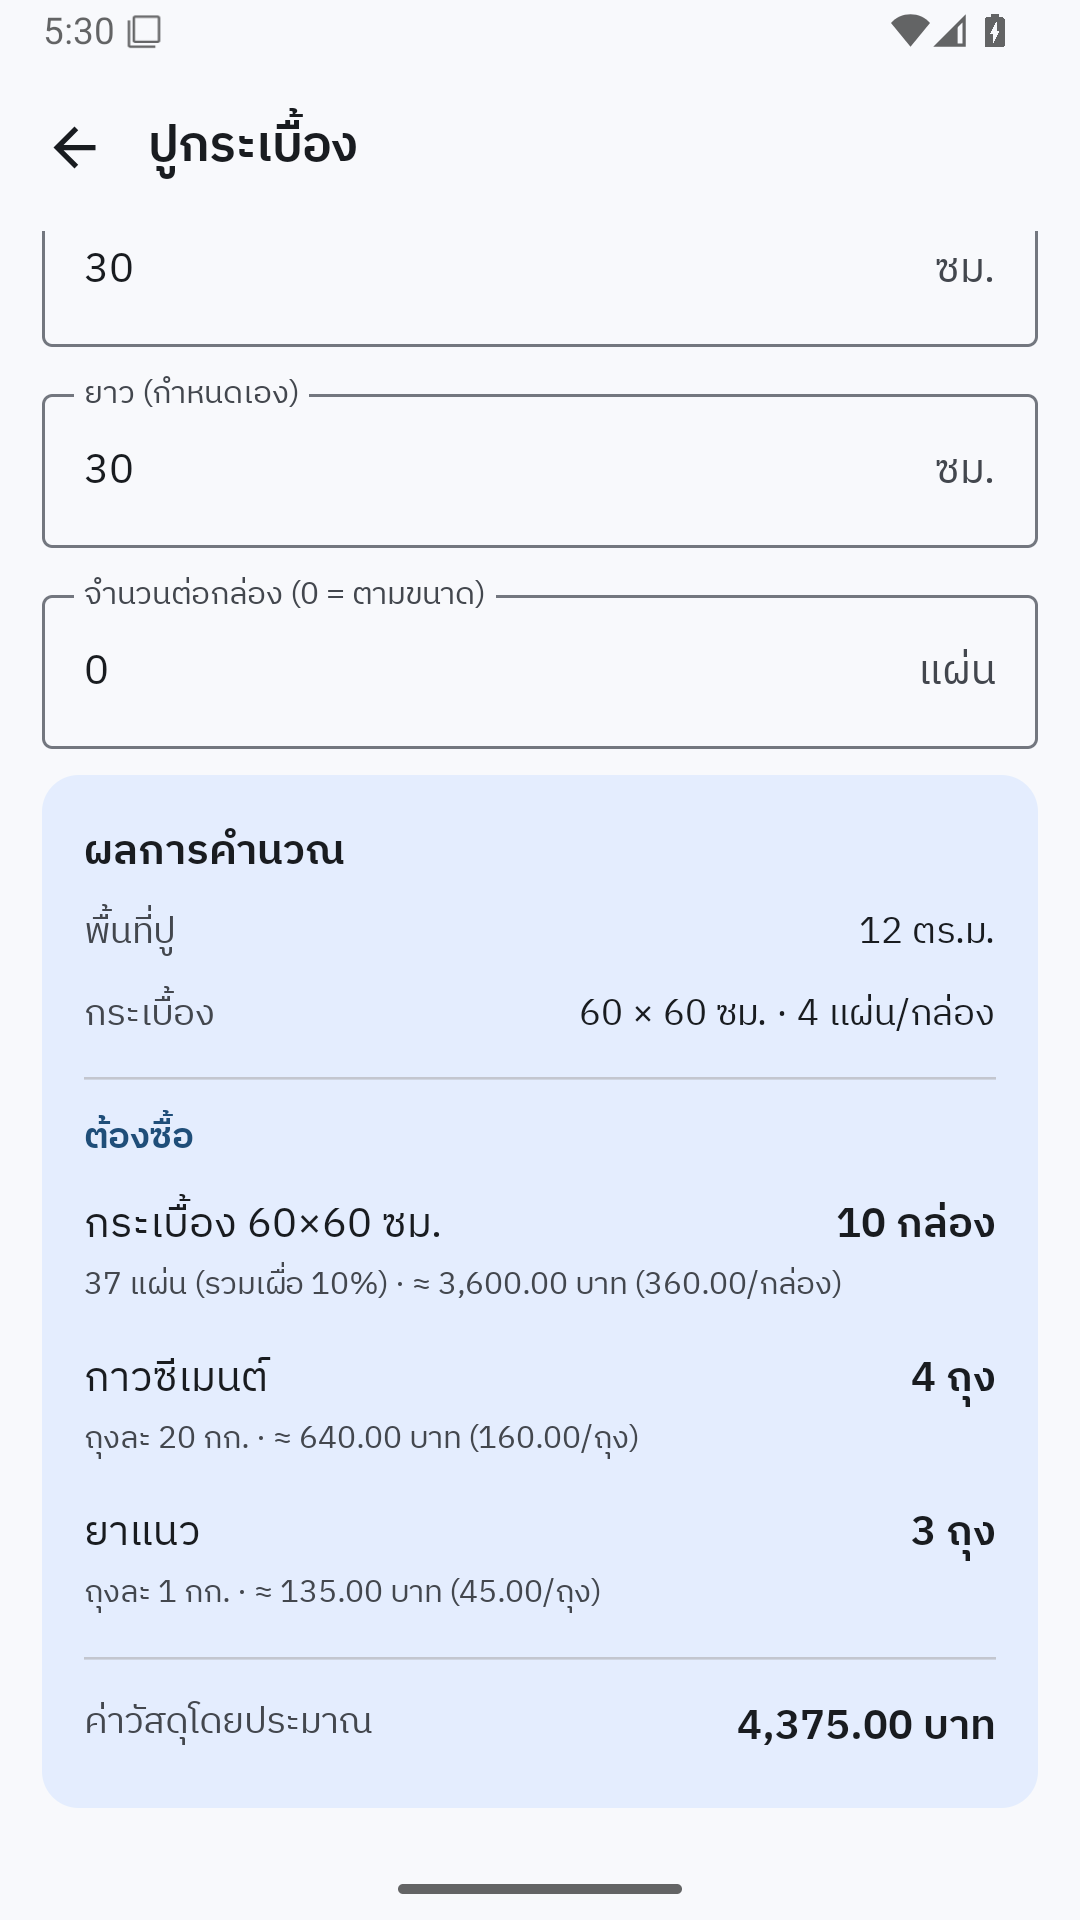 5:30
ปูกระเบื้อง
30 ซม.
ยาว (กำหนดเอง)
30 ซม.
จำนวนต่อกล่อง (0 = ตามขนาด)
0 แผ่น
ผลการคำนวณ
พื้นที่ปู 12 ตร.ม.
กระเบื้อง 60 × 60 ซม. · 4 แผ่น/กล่อง
ต้องซื้อ
กระเบื้อง 60×60 ซม. 10 กล่อง
37 แผ่น (รวมเผื่อ 10%) · ≈ 3,600.00 บาท (360.00/กล่อง)
กาวซีเมนต์ 4 ถุง
ถุงละ 20 กก. · ≈ 640.00 บาท (160.00/ถุง)
ยาแนว 3 ถุง
ถุงละ 1 กก. · ≈ 135.00 บาท (45.00/ถุง)
ค่าวัสดุโดยประมาณ 4,375.00 บาท